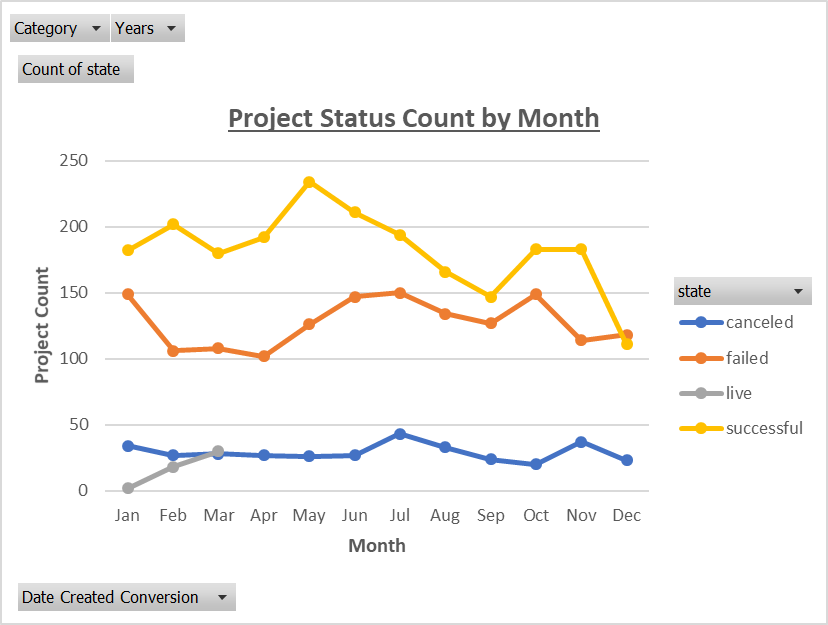 Category Years
Count of state
Project Status Count by Month
250
200
150
100
50
0
Project Count
Jan Feb Mar Apr May Jun Jul Aug Sep Oct Nov Dec
Month
state
canceled
failed
live
successful
Date Created Conversion